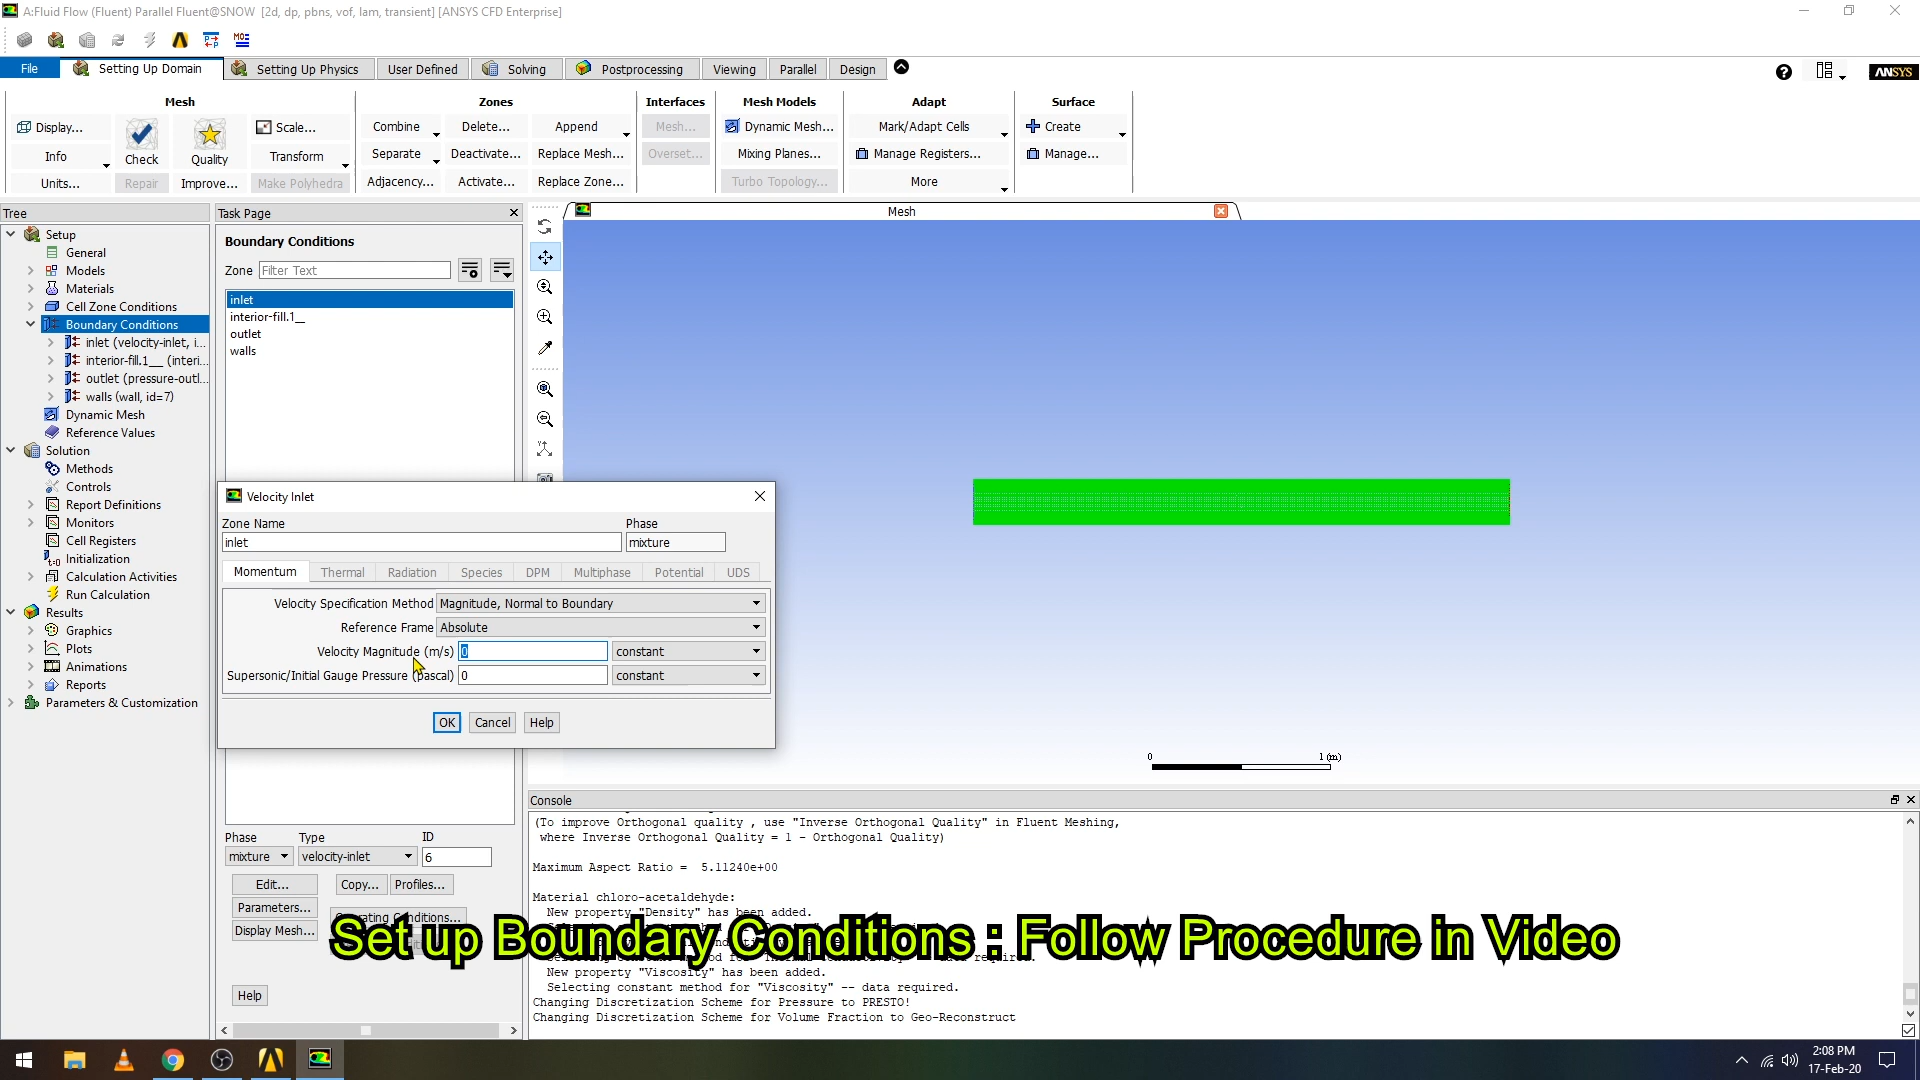 A:Fluid Flow (Fluent) Parallel Fluent@SNOW [2d, dp, pbns, vof, lam, transient] [ANSYS CFD Enterprise]
File
Setting Up Domain
Setting Up Physics
User Defined
Solving
Postprocessing
Viewing
Parallel
Design
ANSYS
Mesh
Zones
Interfaces
Mesh Models
Adapt
Surface
Display...
Info
Units...
Check
Repair
Quality
Improve...
Scale...
Transform
Make Polyhedra
Combine
Separate
Adjacency...
Delete...
Deactivate...
Activate...
Append
Replace Mesh...
Replace Zone...
Mesh...
Overset...
Dynamic Mesh...
Mixing Planes...
Turbo Topology...
Mark/Adapt Cells
Manage Registers...
More
Create
Manage...
Tree
Setup
General
Models
Materials
Cell Zone Conditions
Boundary Conditions
inlet (velocity-inlet, i...
interior-fill.1__ (interi...
outlet (pressure-outl...
walls (wall, id=7)
Dynamic Mesh
Reference Values
Solution
Methods
Controls
Report Definitions
Monitors
Cell Registers
Initialization
Calculation Activities
Run Calculation
Results
Graphics
Plots
Animations
Reports
Parameters & Customization
Task Page
Boundary Conditions
Zone Filter Text
inlet
interior-fill.1__
outlet
walls
Velocity Inlet
Zone Name
Phase
inlet
mixture
Momentum
Thermal
Radiation
Species
DPM
Multiphase
Potential
UDS
Velocity Specification Method Magnitude, Normal to Boundary
Reference Frame Absolute
Velocity Magnitude (m/s) 0 constant
Supersonic/Initial Gauge Pressure (pascal) 0 constant
OK
Cancel
Help
Phase
Type
ID
mixture
velocity-inlet
6
Edit...
Copy...
Profiles...
Parameters...
Operating Conditions...
Display Mesh...
Help
Mesh
0 1 (m)
Console
(To improve Orthogonal quality , use "Inverse Orthogonal Quality" in Fluent Meshing,
where Inverse Orthogonal Quality = 1 - Orthogonal Quality)
Maximum Aspect Ratio = 5.11240e+00
Material chloro-acetaldehyde:
New property "Density" has been added.
New property "Viscosity" has been added.
Selecting constant method for "Viscosity" -- data required.
Changing Discretization Scheme for Pressure to PRESTO!
Changing Discretization Scheme for Volume Fraction to Geo-Reconstruct
Set up Boundary Conditions : Follow Procedure in Video
2:08 PM
17-Feb-20